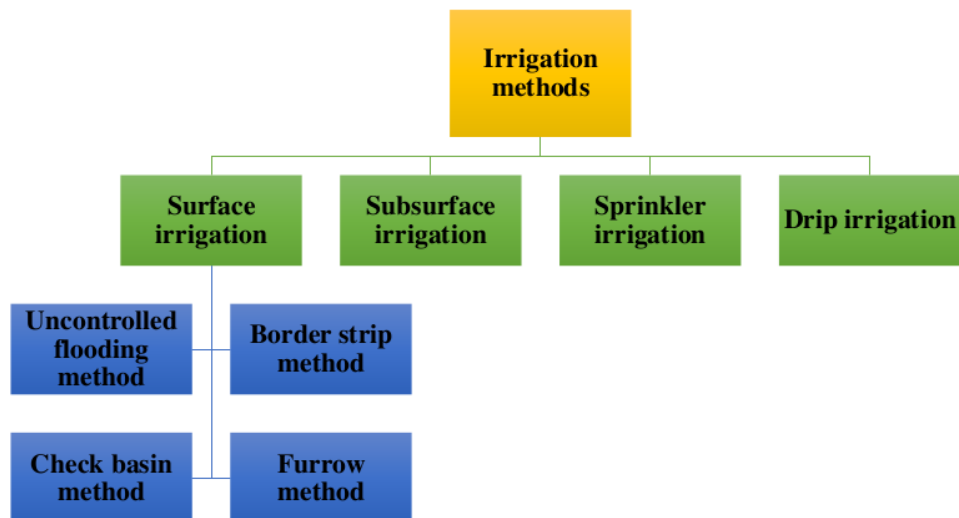 Irrigation
methods
Surface
irrigation
Subsurface
irrigation
Sprinkler
irrigation
Drip irrigation
Uncontrolled
flooding
method
Border strip
method
Check basin
method
Furrow
method